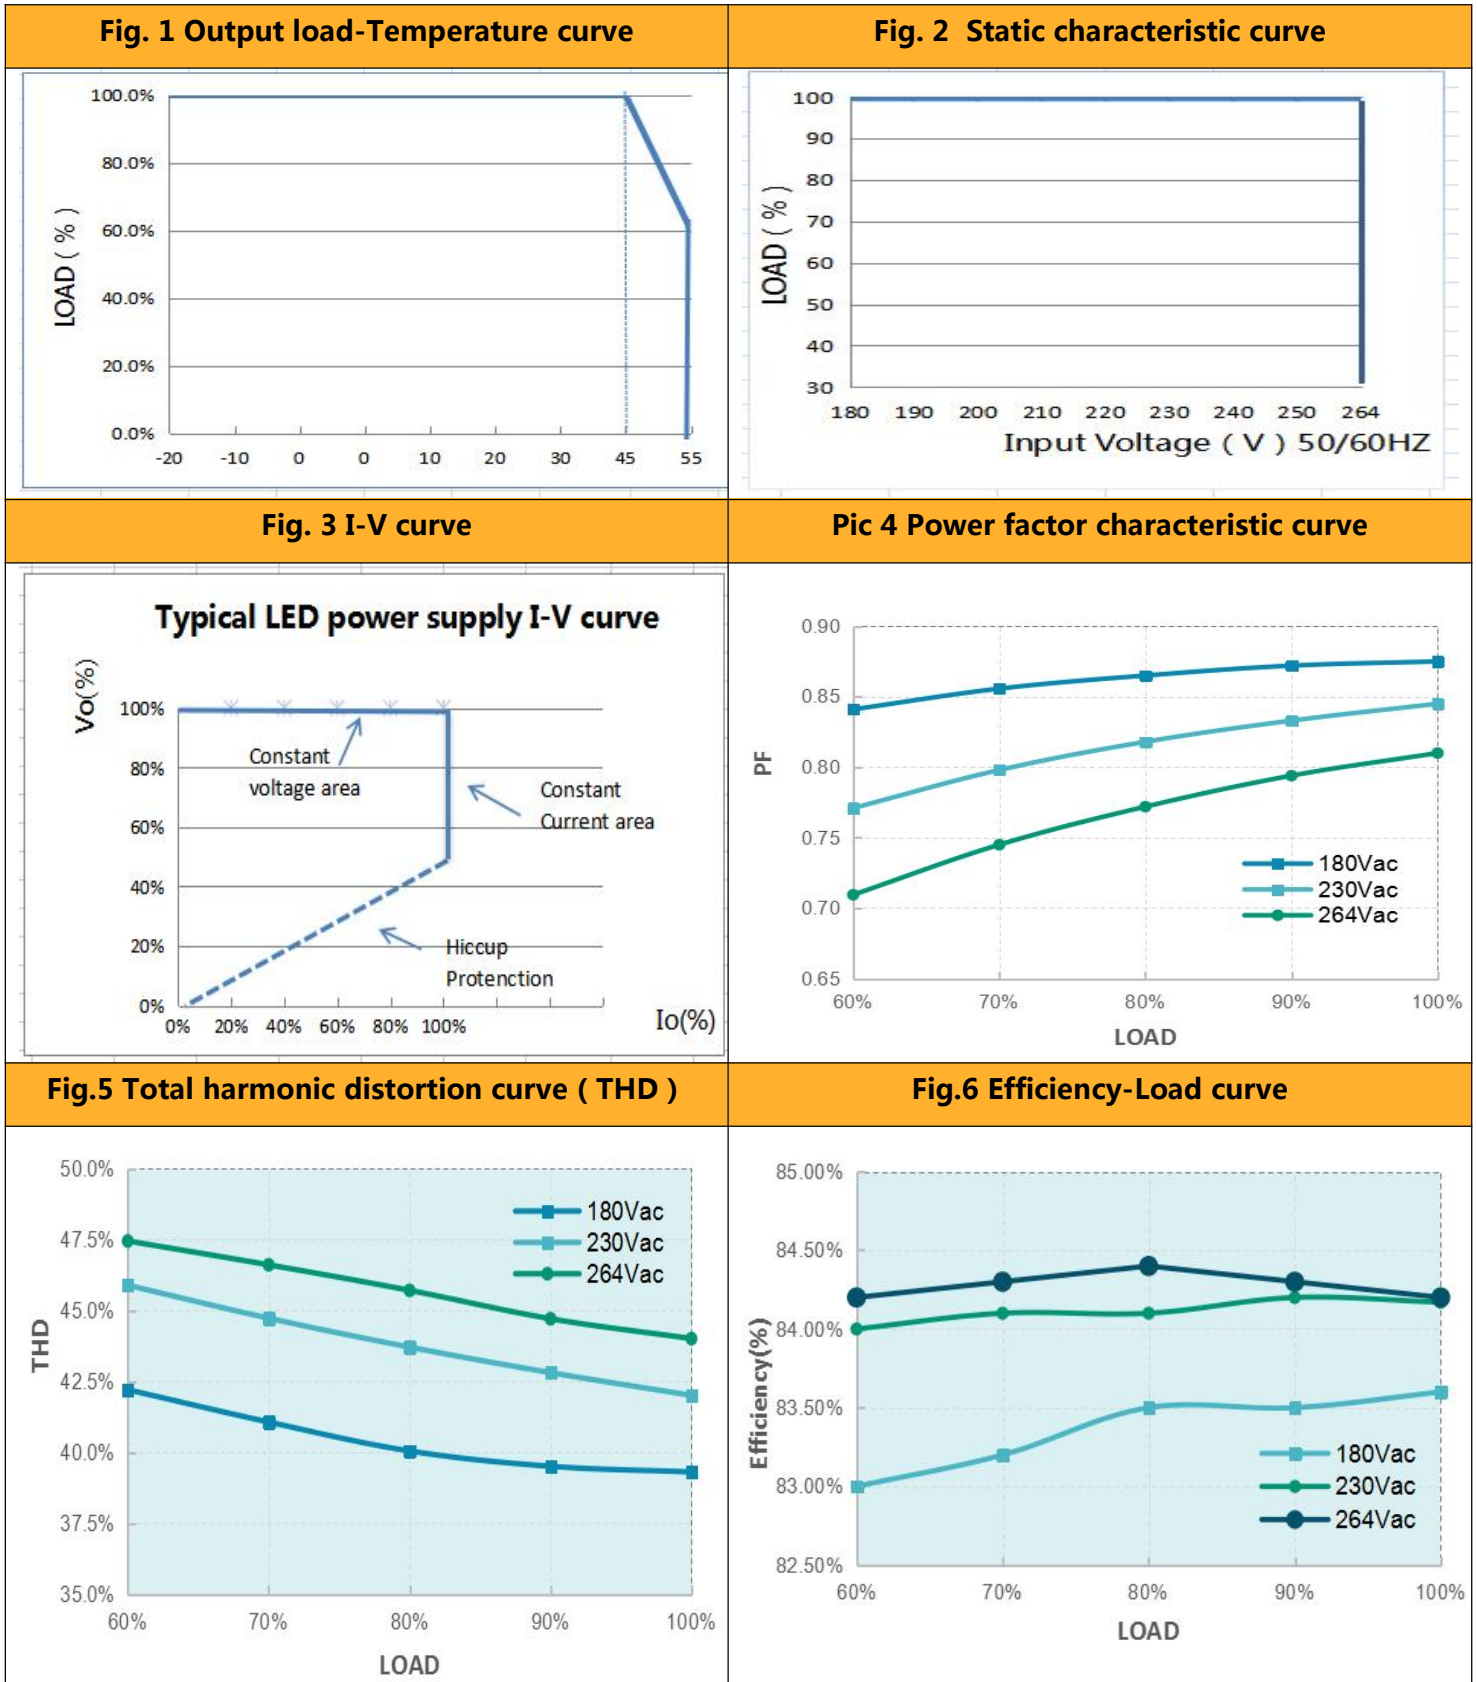 Fig. 1 Output load-Temperature curve
100.0%
80.0%
60.0%
40.0%
20.0%
0.0%
LOAD ( % )
-20 -10 0 0 10 20 30 45 55
Fig. 2 Static characteristic curve
100
90
80
70
60
50
40
30
LOAD ( % )
180 190 200 210 220 230 240 250 264
Input Voltage ( V ) 50/60HZ
Fig. 3 I-V curve
Typical LED power supply I-V curve
Vo(%)
100%
80%
60%
40%
20%
0%
Constant
voltage area
Constant
Current area
Hiccup
Protenction
0% 20% 40% 60% 80% 100%
Io(%)
Pic 4 Power factor characteristic curve
0.90
0.85
0.80
0.75
0.70
0.65
PF
180Vac
230Vac
264Vac
60% 70% 80% 90% 100%
LOAD
Fig.5 Total harmonic distortion curve ( THD )
50.0%
47.5%
45.0%
42.5%
40.0%
37.5%
35.0%
THD
180Vac
230Vac
264Vac
60% 70% 80% 90% 100%
LOAD
Fig.6 Efficiency-Load curve
85.00%
84.50%
84.00%
83.50%
83.00%
82.50%
Efficiency(%)
180Vac
230Vac
264Vac
60% 70% 80% 90% 100%
LOAD